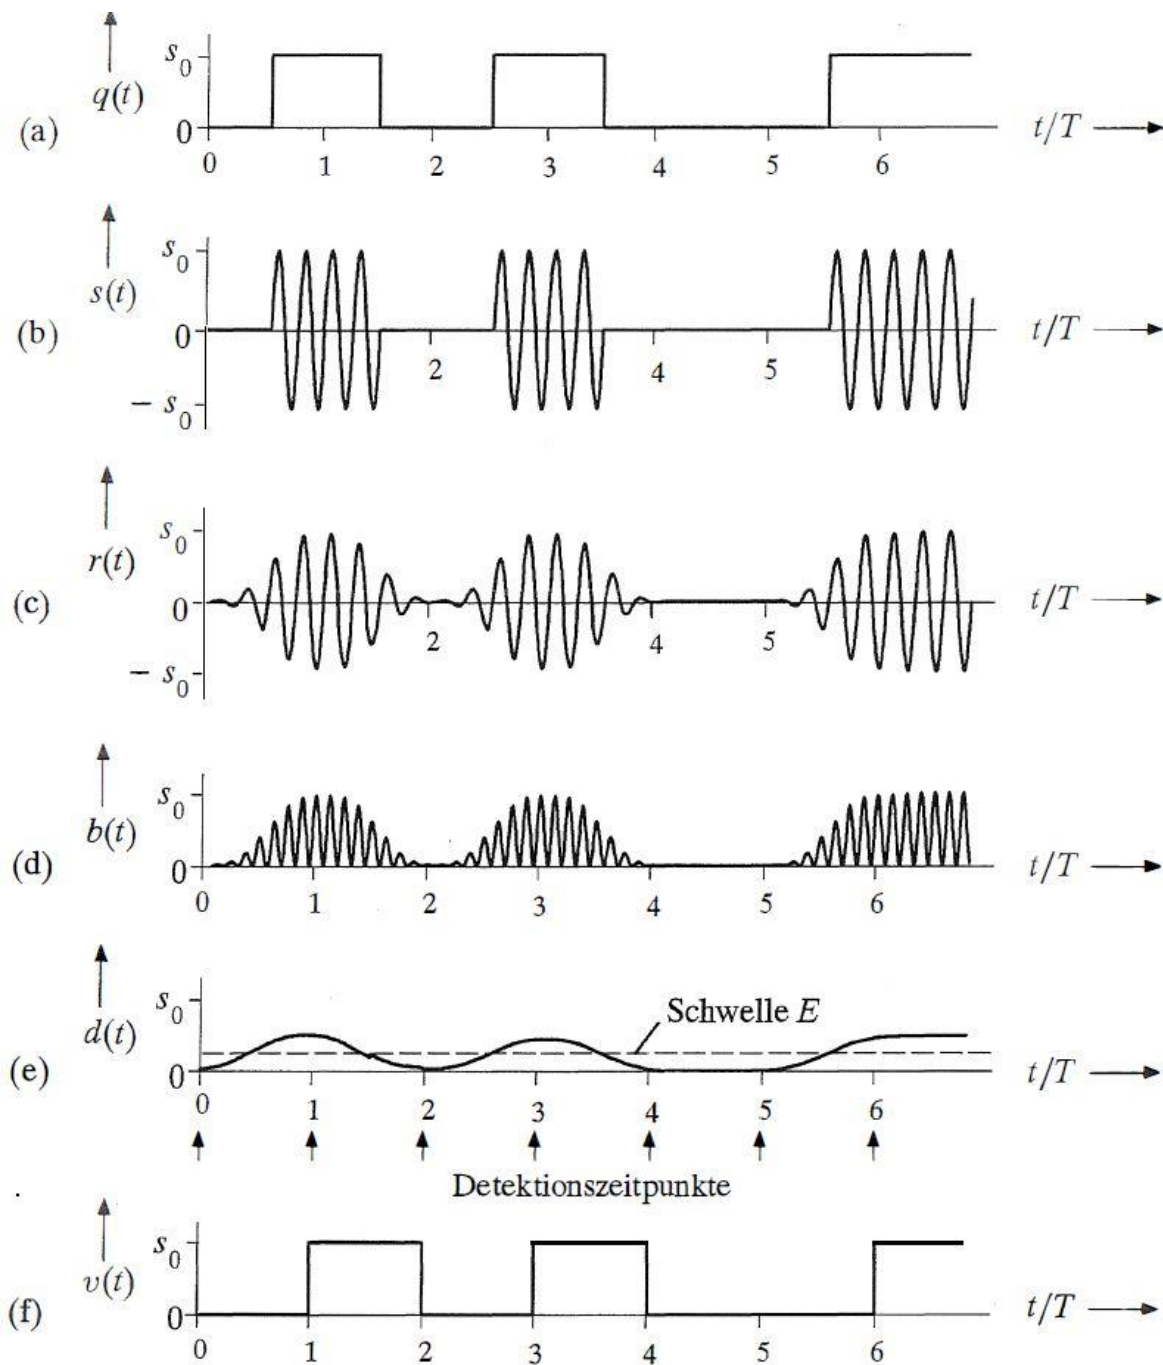 s₀
q(t)
(a) 0 t/T
0 1 2 3 4 5 6
s₀
s(t)
(b) 0 t/T
2 4 5
− s₀
s₀
r(t)
(c) 0 t/T
2 4 5
− s₀
s₀
b(t)
(d) 0 t/T
0 1 2 3 4 5 6
s₀ Schwelle E
d(t)
(e) 0 t/T
0 1 2 3 4 5 6
Detektionszeitpunkte
s₀
v(t)
(f) 0 t/T
0 1 2 3 4 5 6